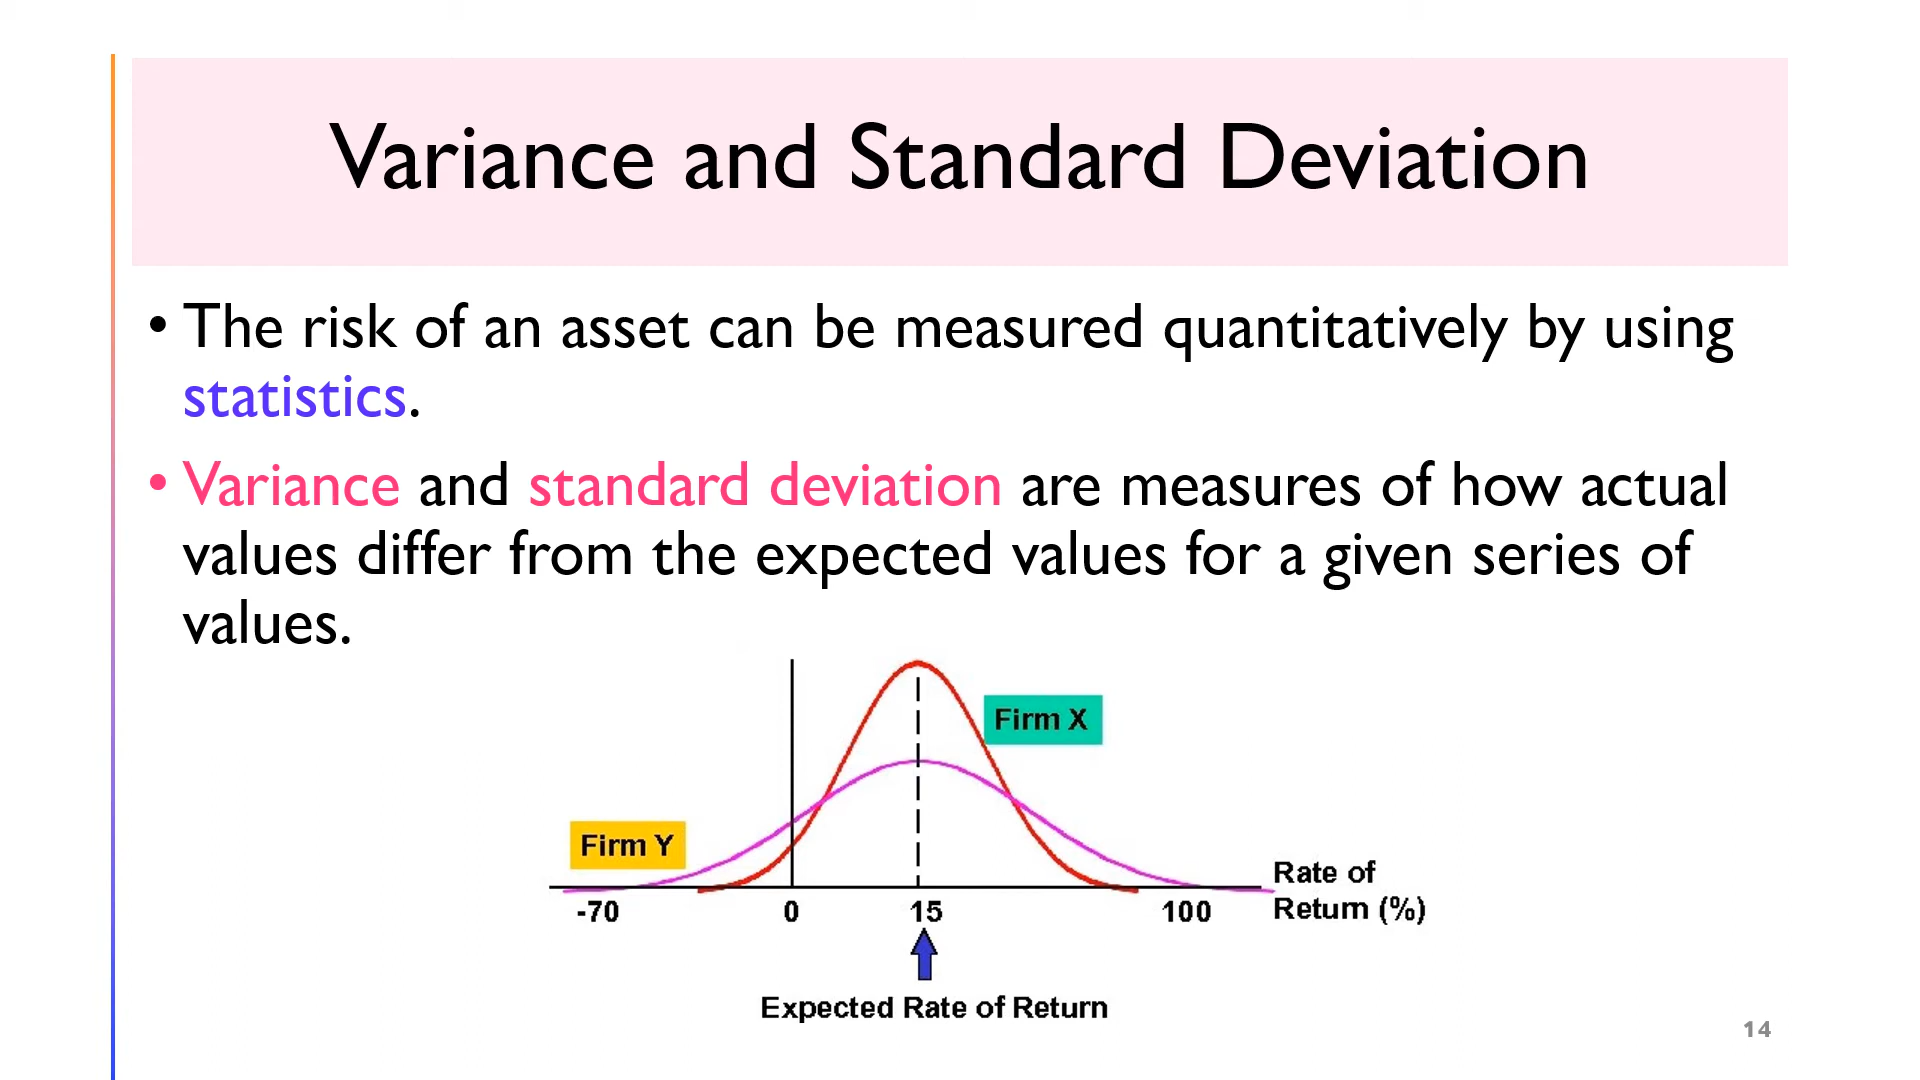 Variance and Standard Deviation
• The risk of an asset can be measured quantitatively by using
statistics.
• Variance and standard deviation are measures of how actual
values differ from the expected values for a given series of
values.
Firm X
Firm Y
Rate of
Return (%)
-70 0 15 100
Expected Rate of Return
14